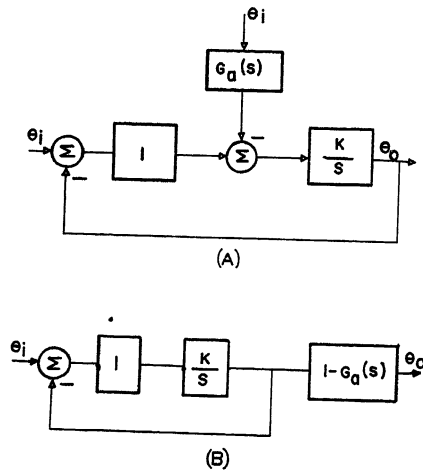 θi
Ga(s)
θi Σ 1 Σ K/S θo
(A)
θi Σ 1 K/S 1-Ga(s) θo
(B)